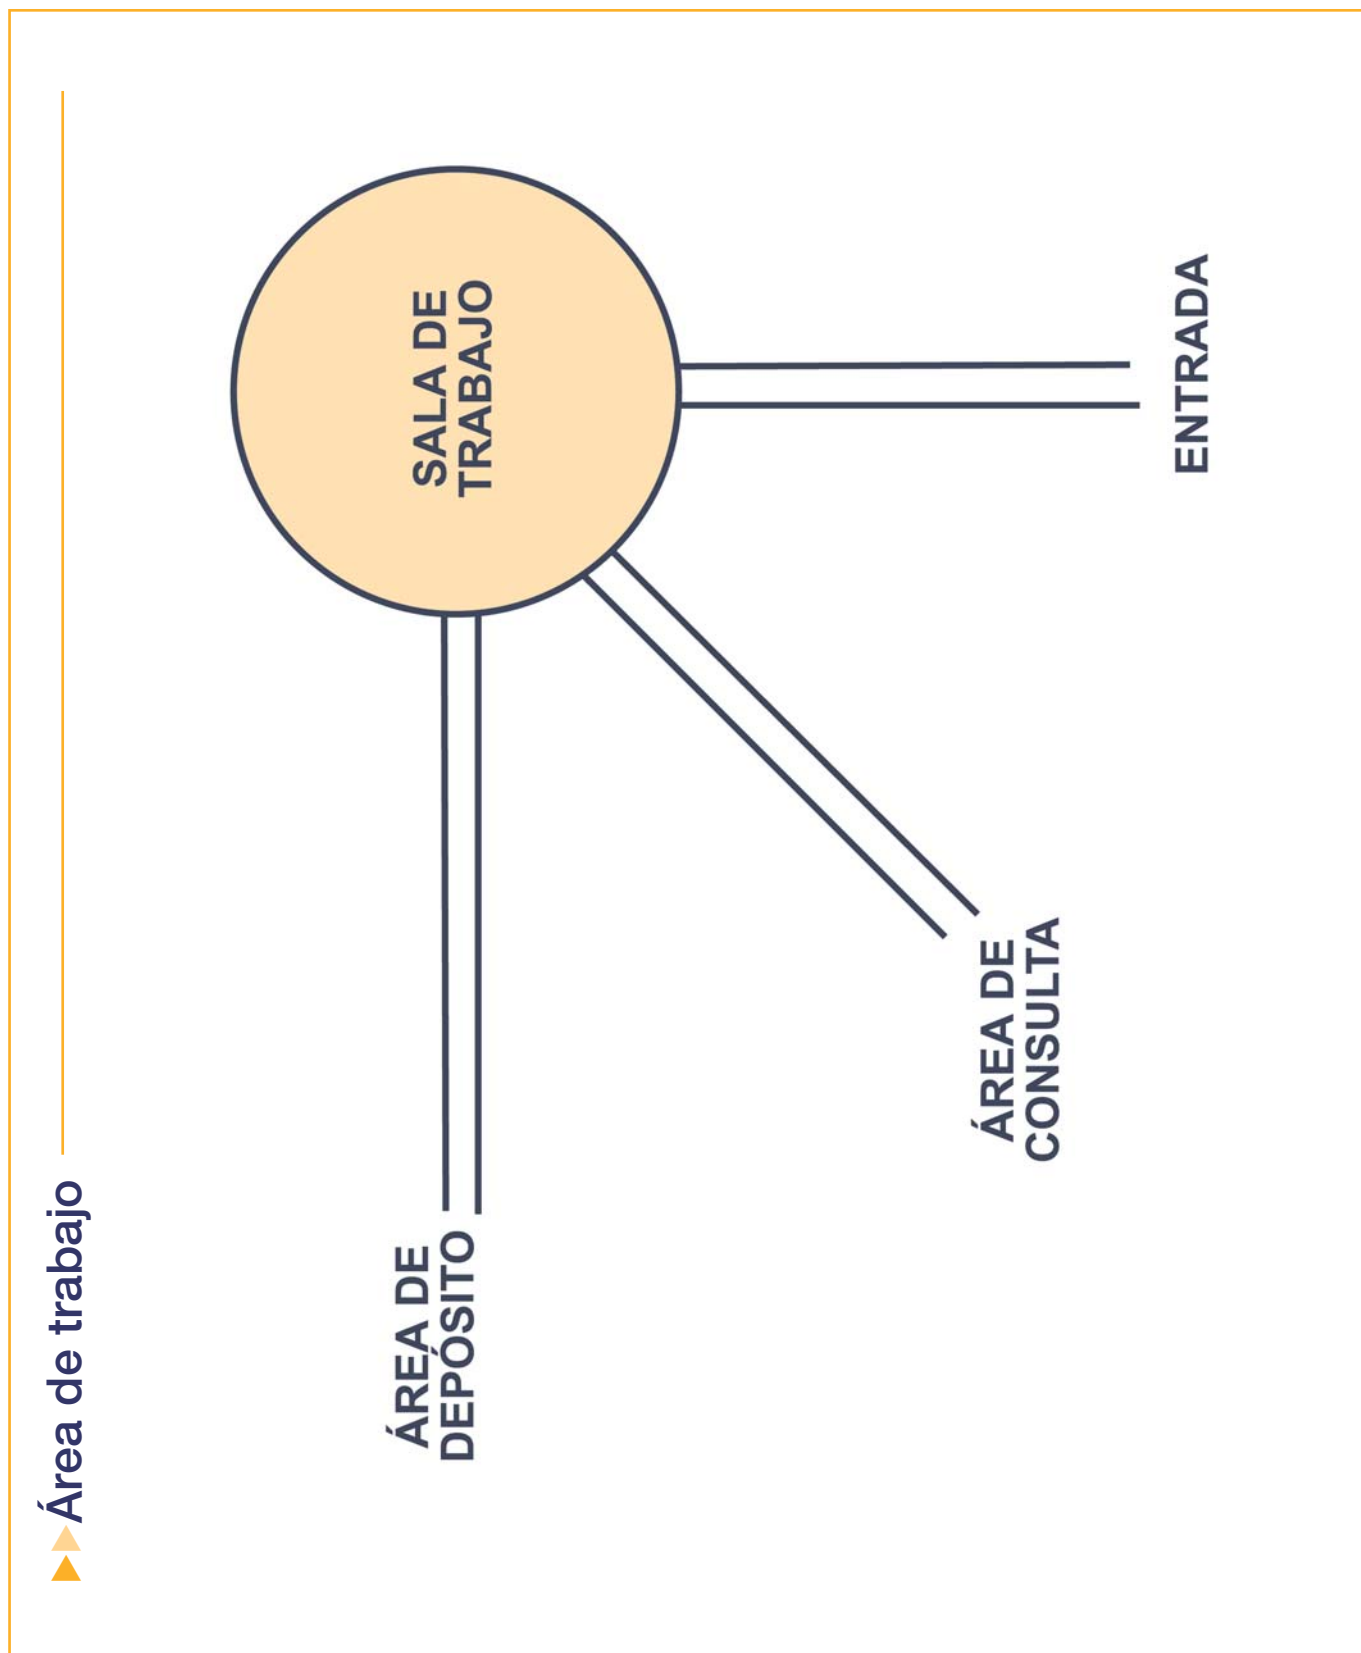 Área de trabajo
SALA DE
TRABAJO
ÁREA DE
DEPÓSITO
ÁREA DE
CONSULTA
ENTRADA